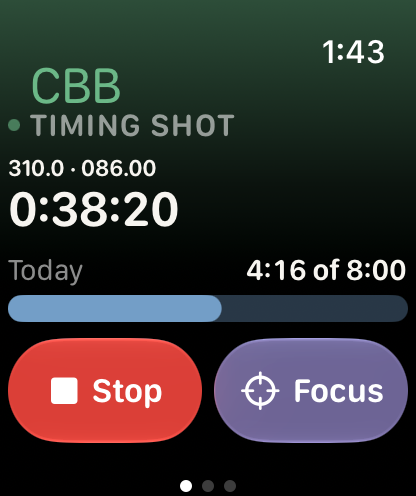 1:43
CBB
TIMING SHOT
310.0 · 086.00
0:38:20
Today 4:16 of 8:00
Stop Focus